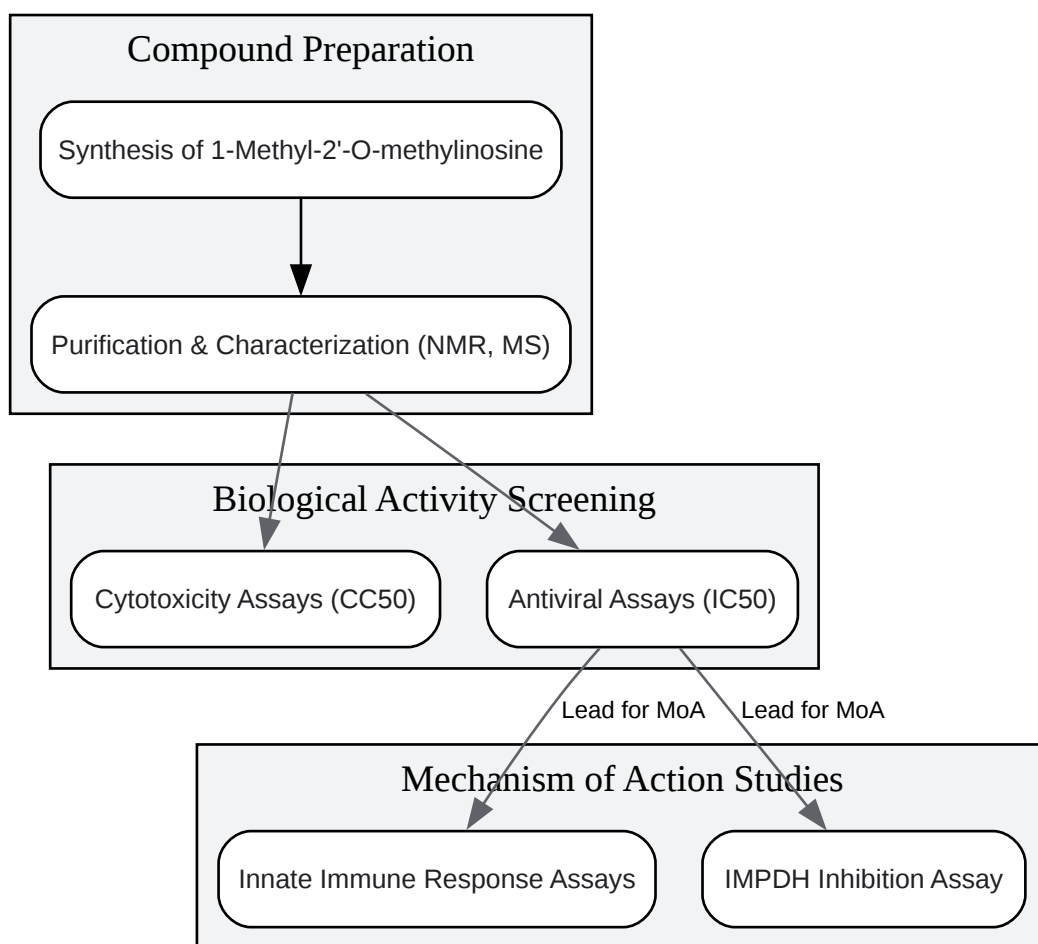 Compound Preparation
Synthesis of 1-Methyl-2'-O-methylinosine
Purification & Characterization (NMR, MS)
Biological Activity Screening
Cytotoxicity Assays (CC50)
Antiviral Assays (IC50)
Lead for MoA
Lead for MoA
Mechanism of Action Studies
Innate Immune Response Assays
IMPDH Inhibition Assay